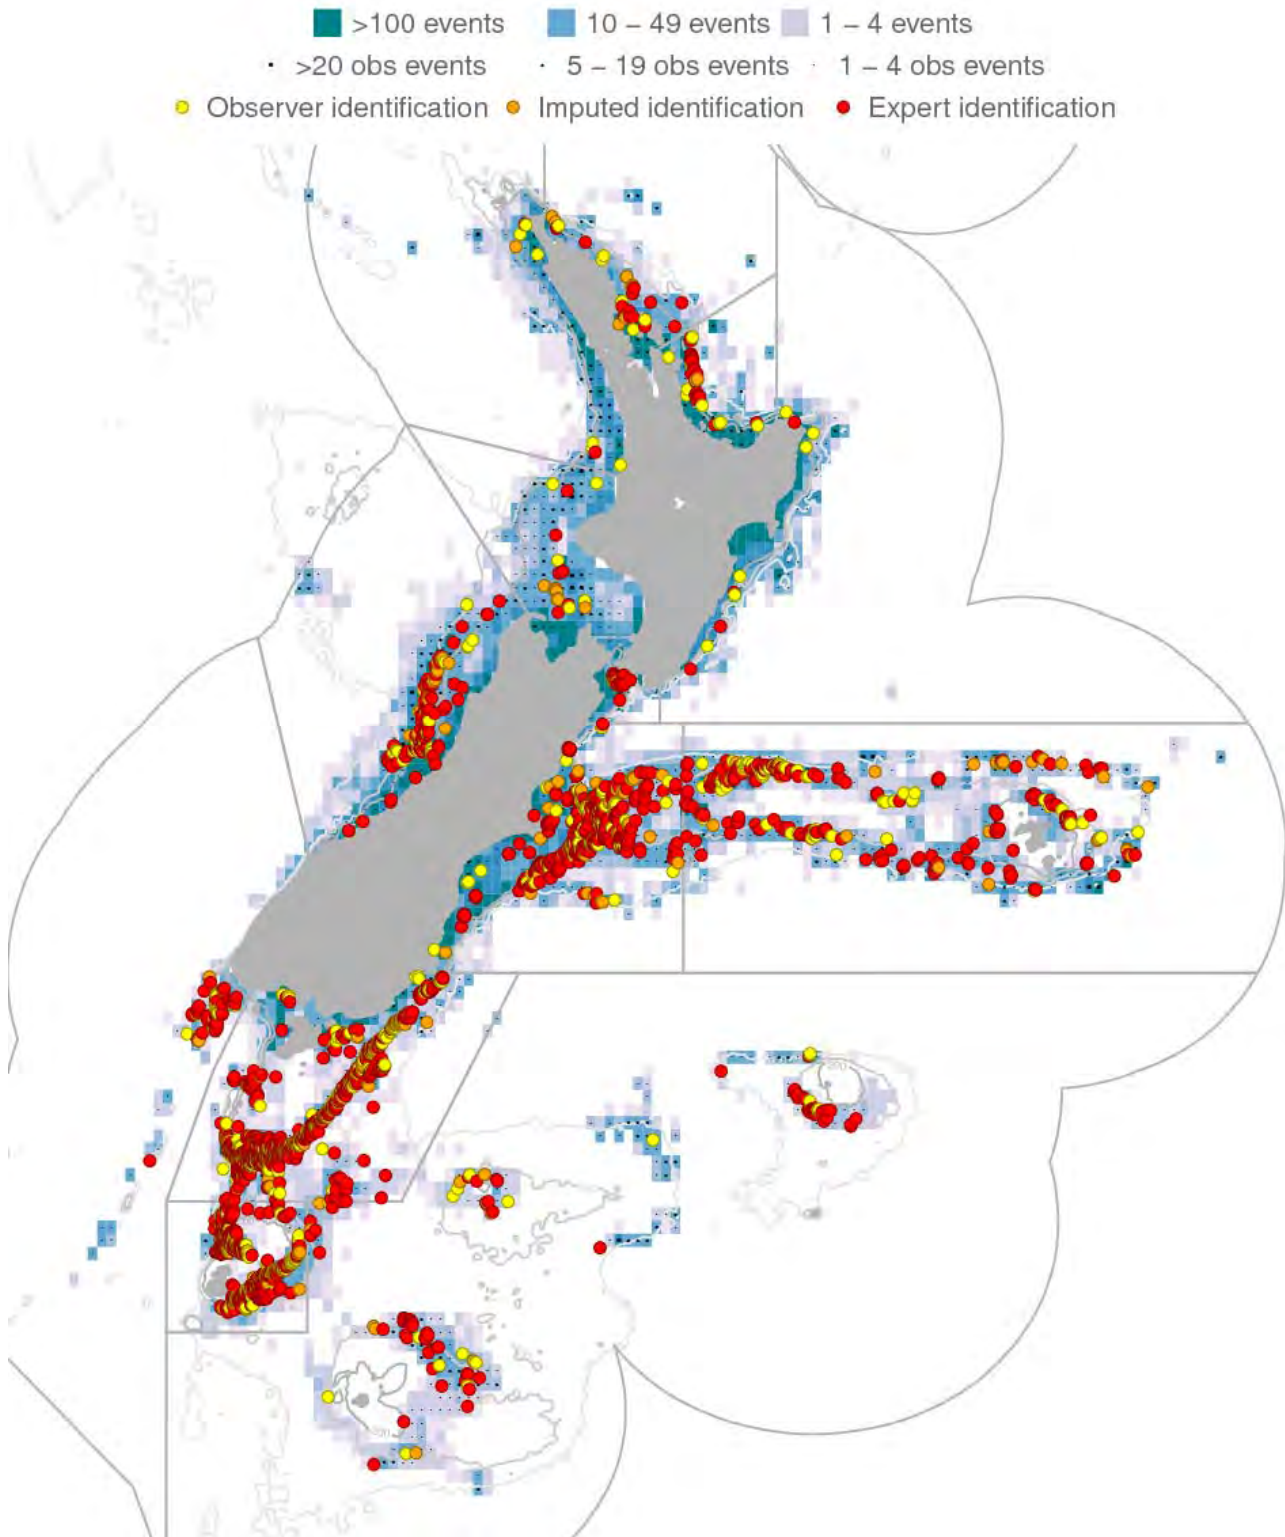 >100 events 10 – 49 events 1 – 4 events
>20 obs events 5 – 19 obs events 1 – 4 obs events
Observer identification Imputed identification Expert identification